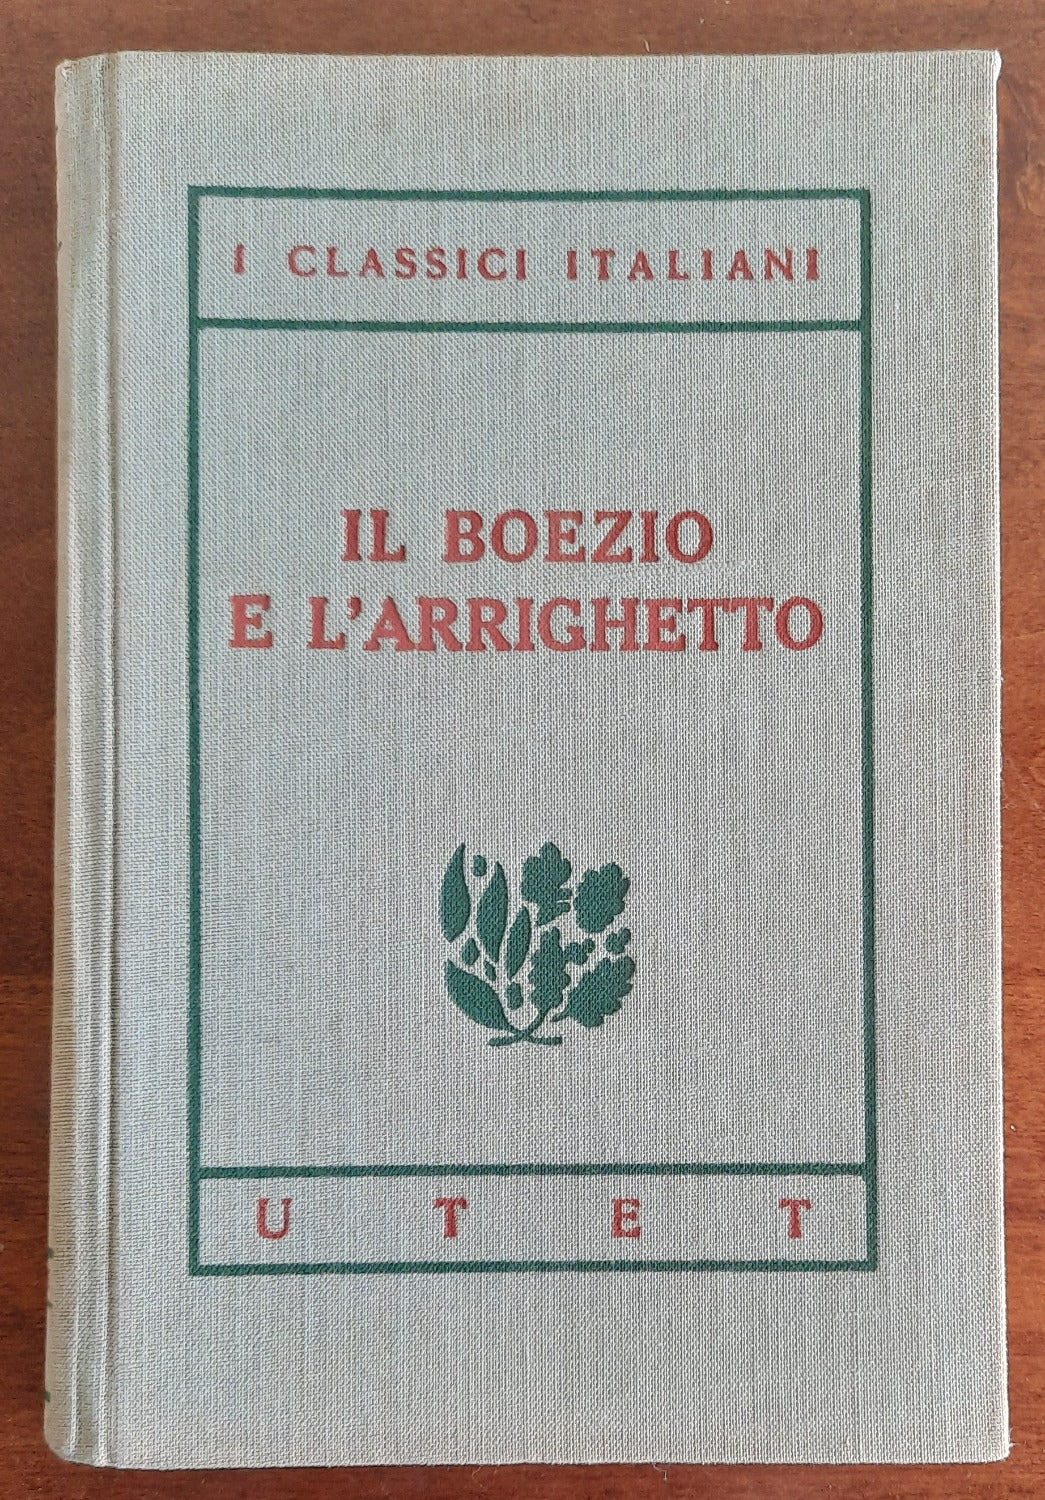 I CLASSICI ITALIANI
IL BOEZIO
E L'ARRIGHETTO
U T E T